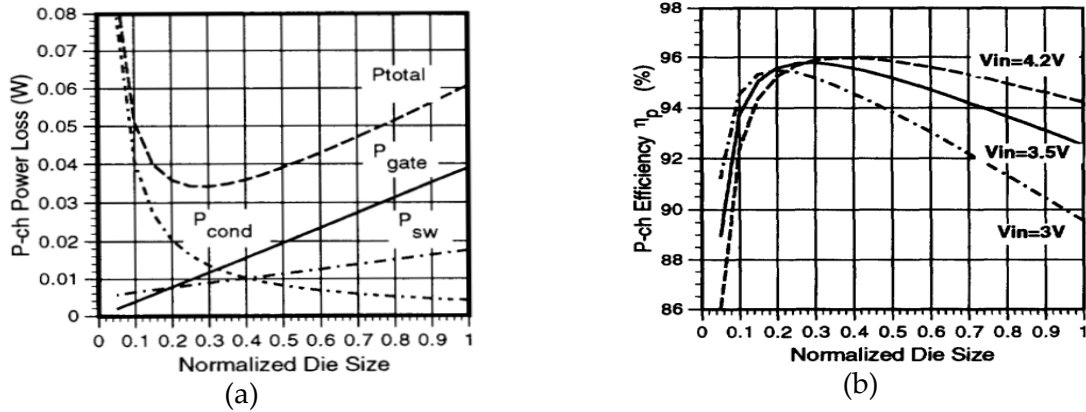 0.08
0.07
0.06
0.05
0.04
0.03
0.02
0.01
0
P-ch Power Loss (W)
Ptotal
Pgate
Pcond
Psw
0 0.1 0.2 0.3 0.4 0.5 0.6 0.7 0.8 0.9 1
Normalized Die Size
(a)
98
96
94
92
90
88
86
P-ch Efficiency ηp (%)
Vin=4.2V
Vin=3.5V
Vin=3V
0 0.1 0.2 0.3 0.4 0.5 0.6 0.7 0.8 0.9 1
Normalized Die Size
(b)